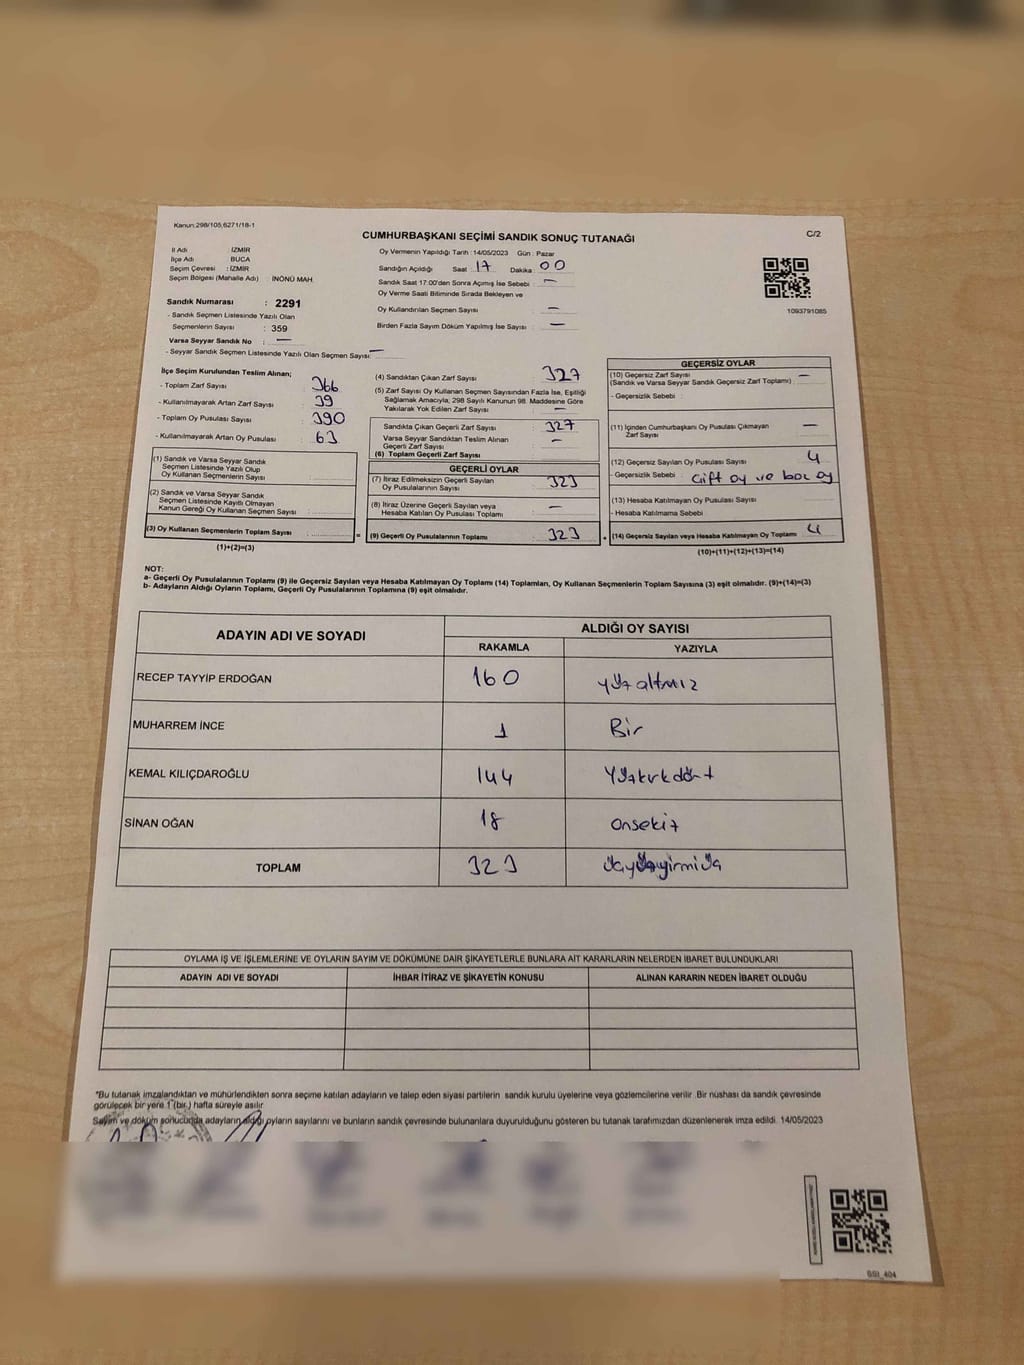 Kanun:298/105,6271/18-1
CUMHURBAŞKANI SEÇİMİ SANDIK SONUÇ TUTANAĞI
C/2
İl Adı : İZMİR
İlçe Adı : BUCA
Seçim Çevresi : İZMİR
Seçim Bölgesi (Mahalle Adı) İNÖNÜ MAH.
Sandık Numarası : 2291
- Sandık Seçmen Listesinde Yazılı Olan
Seçmenlerin Sayısı : 359
Varsa Seyyar Sandık No : —
- Seyyar Sandık Seçmen Listesinde Yazılı Olan Seçmen Sayısı: —
Oy Vermenin Yapıldığı Tarih : 14/05/2023 Gün : Pazar
Sandığın Açıldığı Saat : 17 Dakika : 00
Sandık Saat 17:00'den Sonra Açımış İse Sebebi : —
Oy Verme Saati Bitiminde Sırada Bekleyen ve
Oy Kullandırılan Seçmen Sayısı : —
Birden Fazla Sayım Döküm Yapılmış İse Sayısı : —
1093791085
İlçe Seçim Kurulundan Teslim Alınan;
- Toplam Zarf Sayısı : 366
- Kullanılmayarak Artan Zarf Sayısı : 39
- Toplam Oy Pusulası Sayısı : 390
- Kullanılmayarak Artan Oy Pusulası : 63
(1) Sandık ve Varsa Seyyar Sandık
Seçmen Listesinde Yazılı Olup
Oy Kullanan Seçmenlerin Sayısı :
(2) Sandık ve Varsa Seyyar Sandık
Seçmen Listesinde Kayıtlı Olmayan
Kanun Gereği Oy Kullanan Seçmen Sayısı :
(3) Oy Kullanan Seçmenlerin Toplam Sayısı : =
(1)+(2)=(3)
(4) Sandıktan Çıkan Zarf Sayısı : 327
(5) Zarf Sayısı Oy Kullanan Seçmen Sayısından Fazla İse, Eşitliği
Sağlamak Amacıyla; 298 Sayılı Kanunun 98. Maddesine Göre
Yakılarak Yok Edilen Zarf Sayısı : —
Sandıkta Çıkan Geçerli Zarf Sayısı : 327
Varsa Seyyar Sandıktan Teslim Alınan
Geçerli Zarf Sayısı : —
(6) Toplam Geçerli Zarf Sayısı :
GEÇERLİ OYLAR
(7) İtiraz Edilmeksizin Geçerli Sayılan
Oy Pusulalarının Sayısı : 323
(8) İtiraz Üzerine Geçerli Sayılan veya
Hesaba Katılan Oy Pusulası Toplamı : —
(9) Geçerli Oy Pusulalarının Toplamı : 323 +
GEÇERSİZ OYLAR
(10) Geçersiz Zarf Sayısı : —
(Sandık ve Varsa Seyyar Sandık Geçersiz Zarf Toplamı)
- Geçersizlik Sebebi :
(11) İçinden Cumhurbaşkanı Oy Pusulası Çıkmayan
Zarf Sayısı : —
(12) Geçersiz Sayılan Oy Pusulası Sayısı : 4
- Geçersizlik Sebebi : Çift oy ve boş oy
(13) Hesaba Katılmayan Oy Pusulası Sayısı :
- Hesaba Katılmama Sebebi :
(14) Geçersiz Sayılan veya Hesaba Katılmayan Oy Toplamı : 4
(10)+(11)+(12)+(13)=(14)
NOT:
a- Geçerli Oy Pusulalarının Toplamı (9) ile Geçersiz Sayılan veya Hesaba Katılmayan Oy Toplamı (14) Toplamları, Oy Kullanan Seçmenlerin Toplam Sayısına (3) eşit olmalıdır. (9)+(14)=(3)
b- Adayların Aldığı Oyların Toplamı, Geçerli Oy Pusulalarının Toplamına (9) eşit olmalıdır.
ADAYIN ADI VE SOYADI ALDIĞI OY SAYISI
RAKAMLA YAZIYLA
RECEP TAYYİP ERDOĞAN 160 yüzaltmış
MUHARREM İNCE 1 Bir
KEMAL KILIÇDAROĞLU 144 Yüzkırkdört
SİNAN OĞAN 18 onsekiz
TOPLAM 323 üçyüzyirmiüç
OYLAMA İŞ VE İŞLEMLERİNE VE OYLARIN SAYIM VE DÖKÜMÜNE DAİR ŞİKAYETLERLE BUNLARA AİT KARARLARIN NELERDEN İBARET BULUNDUKLARI
ADAYIN ADI VE SOYADI İHBAR İTİRAZ VE ŞİKAYETİN KONUSU ALINAN KARARIN NEDEN İBARET OLDUĞU
*Bu tutanak imzalandıktan ve mühürlendikten sonra seçime katılan adayların ve talep eden siyasi partilerin sandık kurulu üyelerine veya gözlemcilerine verilir. Bir nüshası da sandık çevresinde
görülecek bir yere 1 (bir) hafta süreyle asılır.
Sayım ve döküm sonucunda adayların aldığı oyların sayılarını ve bunların sandık çevresinde bulunanlara duyurulduğunu gösteren bu tutanak tarafımızdan düzenlenerek imza edildi. 14/05/2023
GSI_404